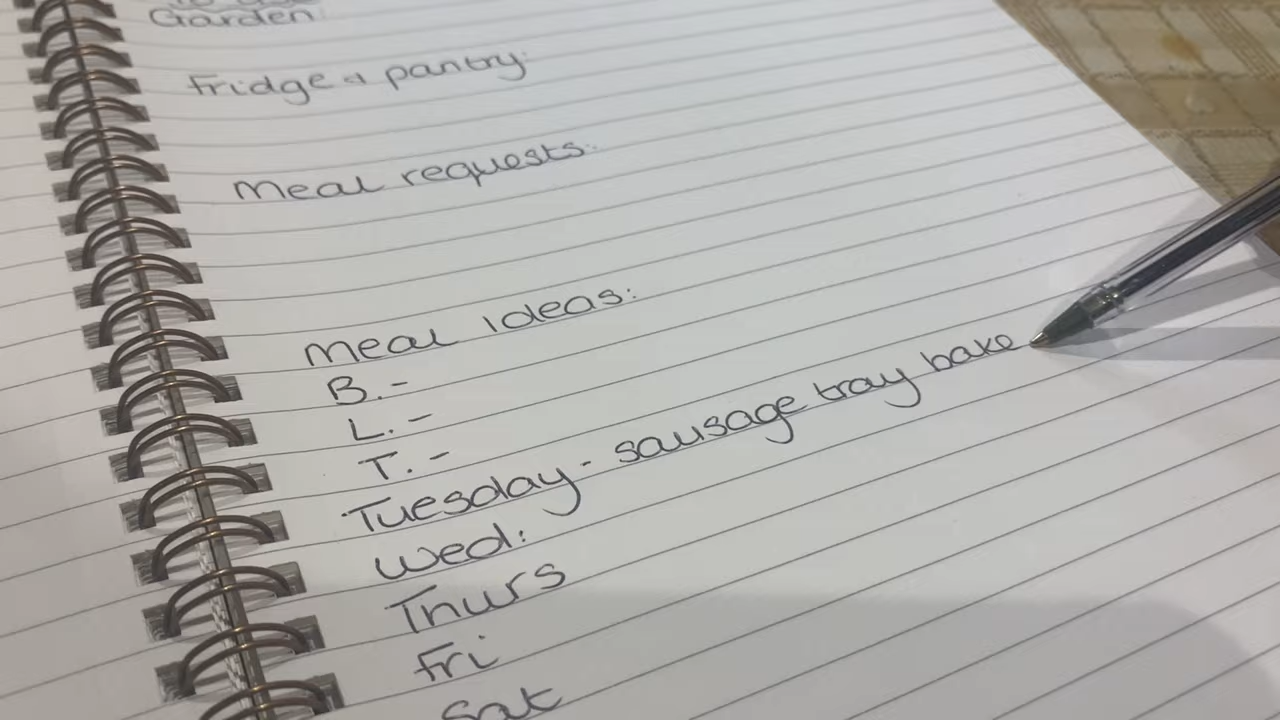 Garden
Fridge & pantry:
Meal requests:
Meal ideas:
B. -
L. -
T. -
Tuesday - sausage tray bake
Wed:
Thurs
Fri
Sat